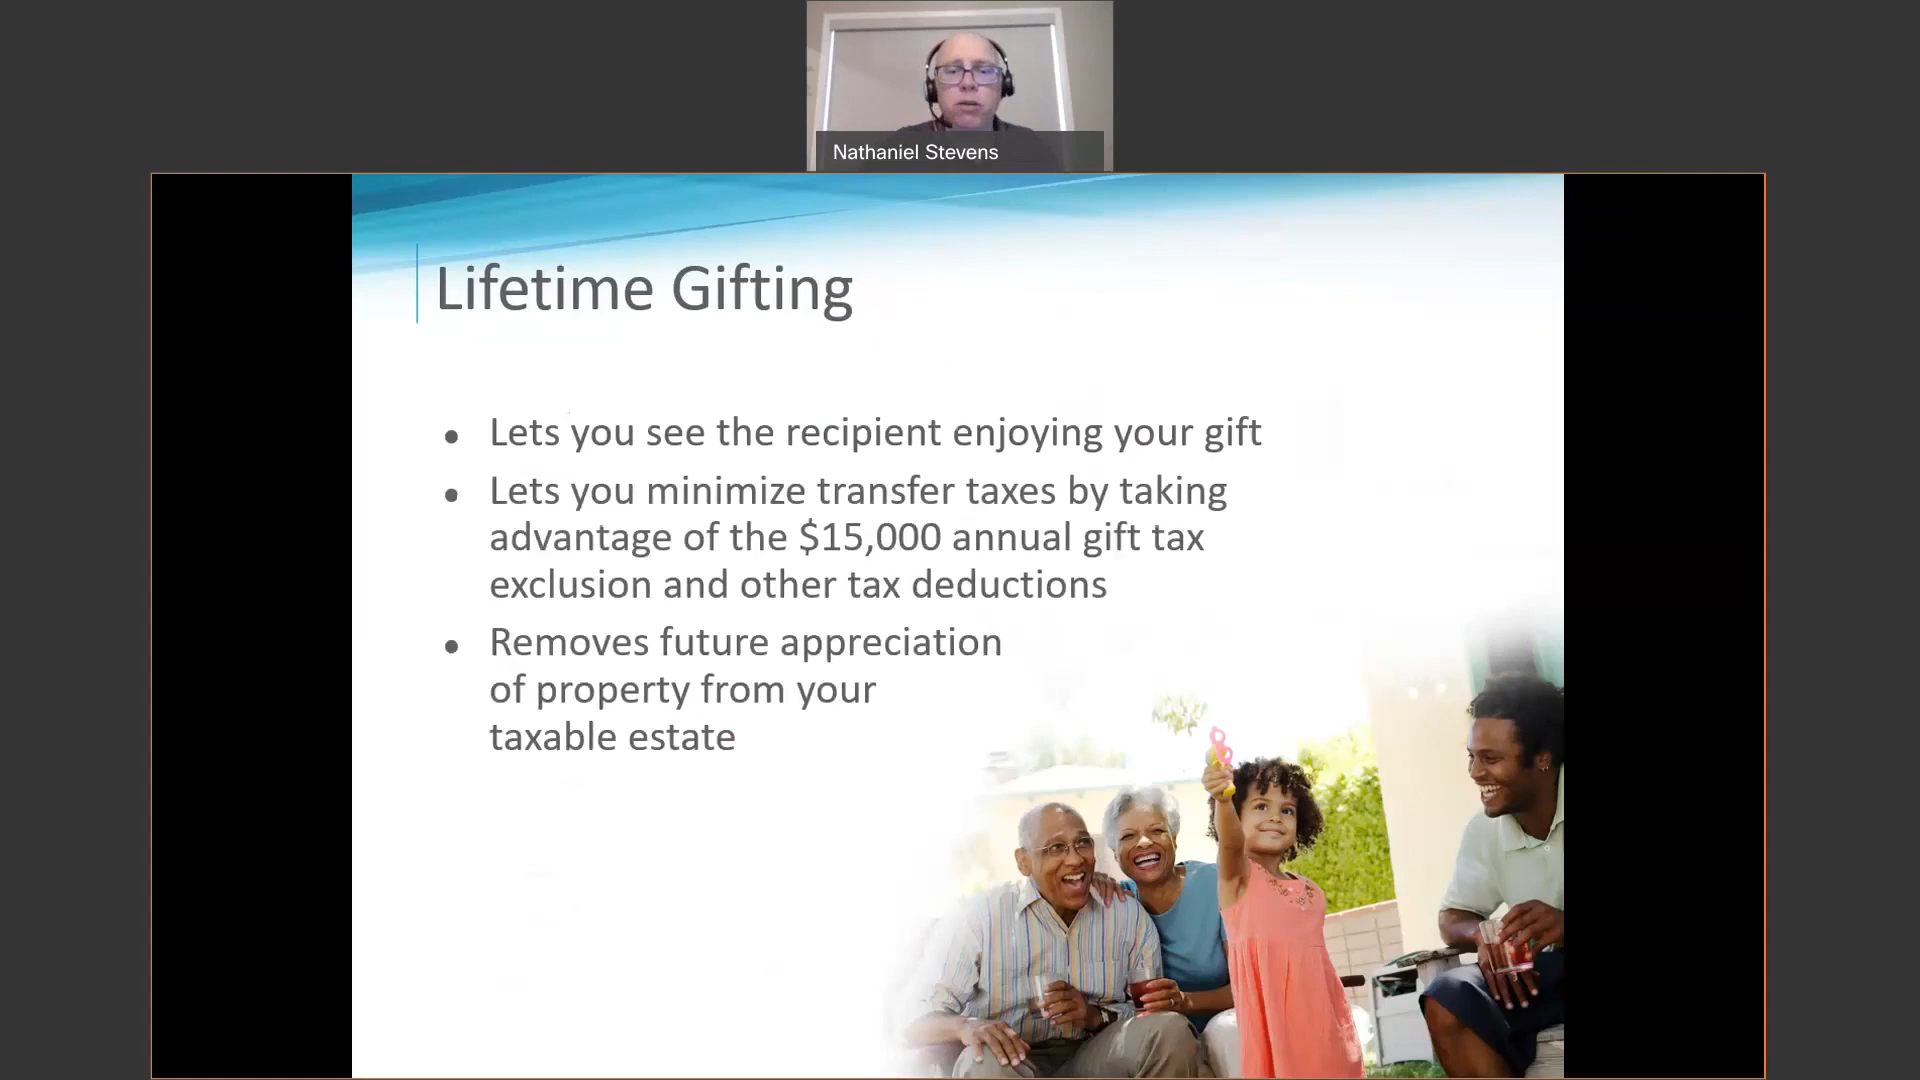 Nathaniel Stevens
Lifetime Gifting
• Lets you see the recipient enjoying your gift
• Lets you minimize transfer taxes by taking
advantage of the $15,000 annual gift tax
exclusion and other tax deductions
• Removes future appreciation
of property from your
taxable estate